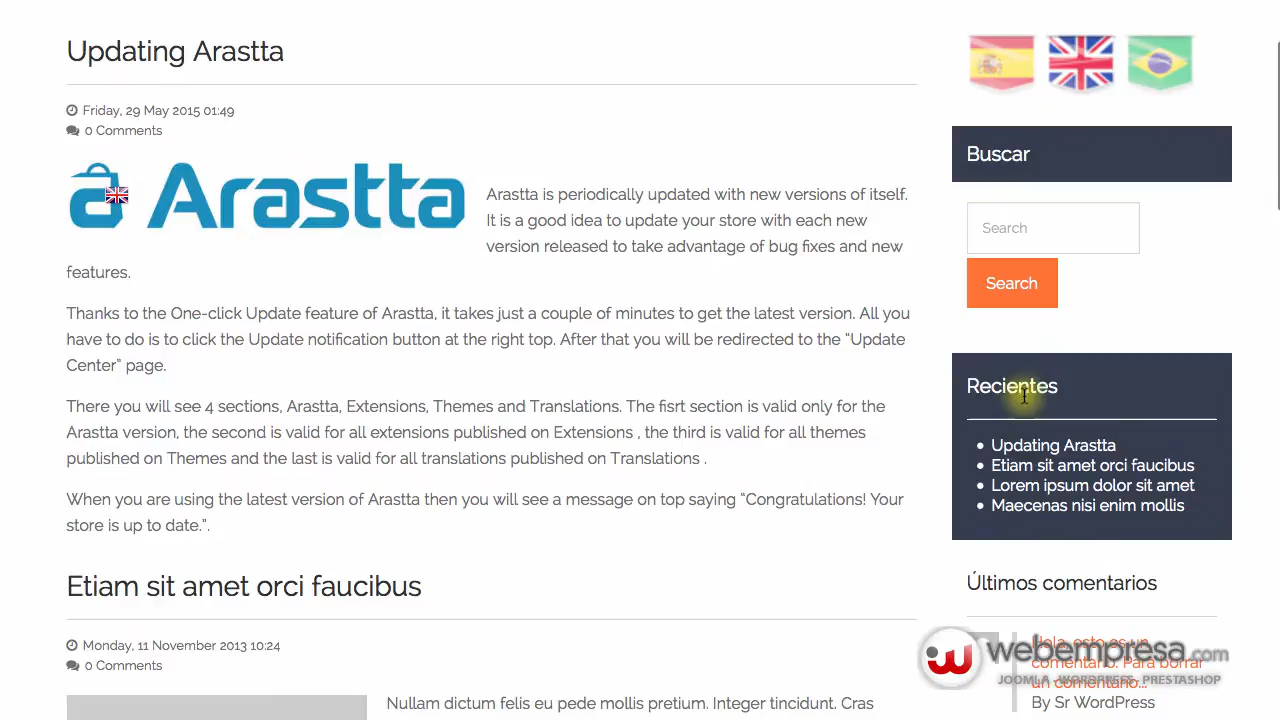 Updating Arastta
Friday, 29 May 2015 01:49
0 Comments
a Arastta
Arastta is periodically updated with new versions of itself.
It is a good idea to update your store with each new
version released to take advantage of bug fixes and new
features.
Thanks to the One-click Update feature of Arastta, it takes just a couple of minutes to get the latest version. All you
have to do is to click the Update notification button at the right top. After that you will be redirected to the “Update
Center” page.
There you will see 4 sections, Arastta, Extensions, Themes and Translations. The fisrt section is valid only for the
Arastta version, the second is valid for all extensions published on Extensions , the third is valid for all themes
published on Themes and the last is valid for all translations published on Translations .
When you are using the latest version of Arastta then you will see a message on top saying “Congratulations! Your
store is up to date.”.
Etiam sit amet orci faucibus
Monday, 11 November 2013 10:24
0 Comments
Nullam dictum felis eu pede mollis pretium. Integer tincidunt. Cras
Buscar
Search
Search
Recientes
Updating Arastta
Etiam sit amet orci faucibus
Lorem ipsum dolor sit amet
Maecenas nisi enim mollis
Últimos comentarios
Hola, esto es un
comentario. Para borrar
un comentario...
By Sr WordPress
webempresa.com
JOOMLA · WORDPRESS · PRESTASHOP